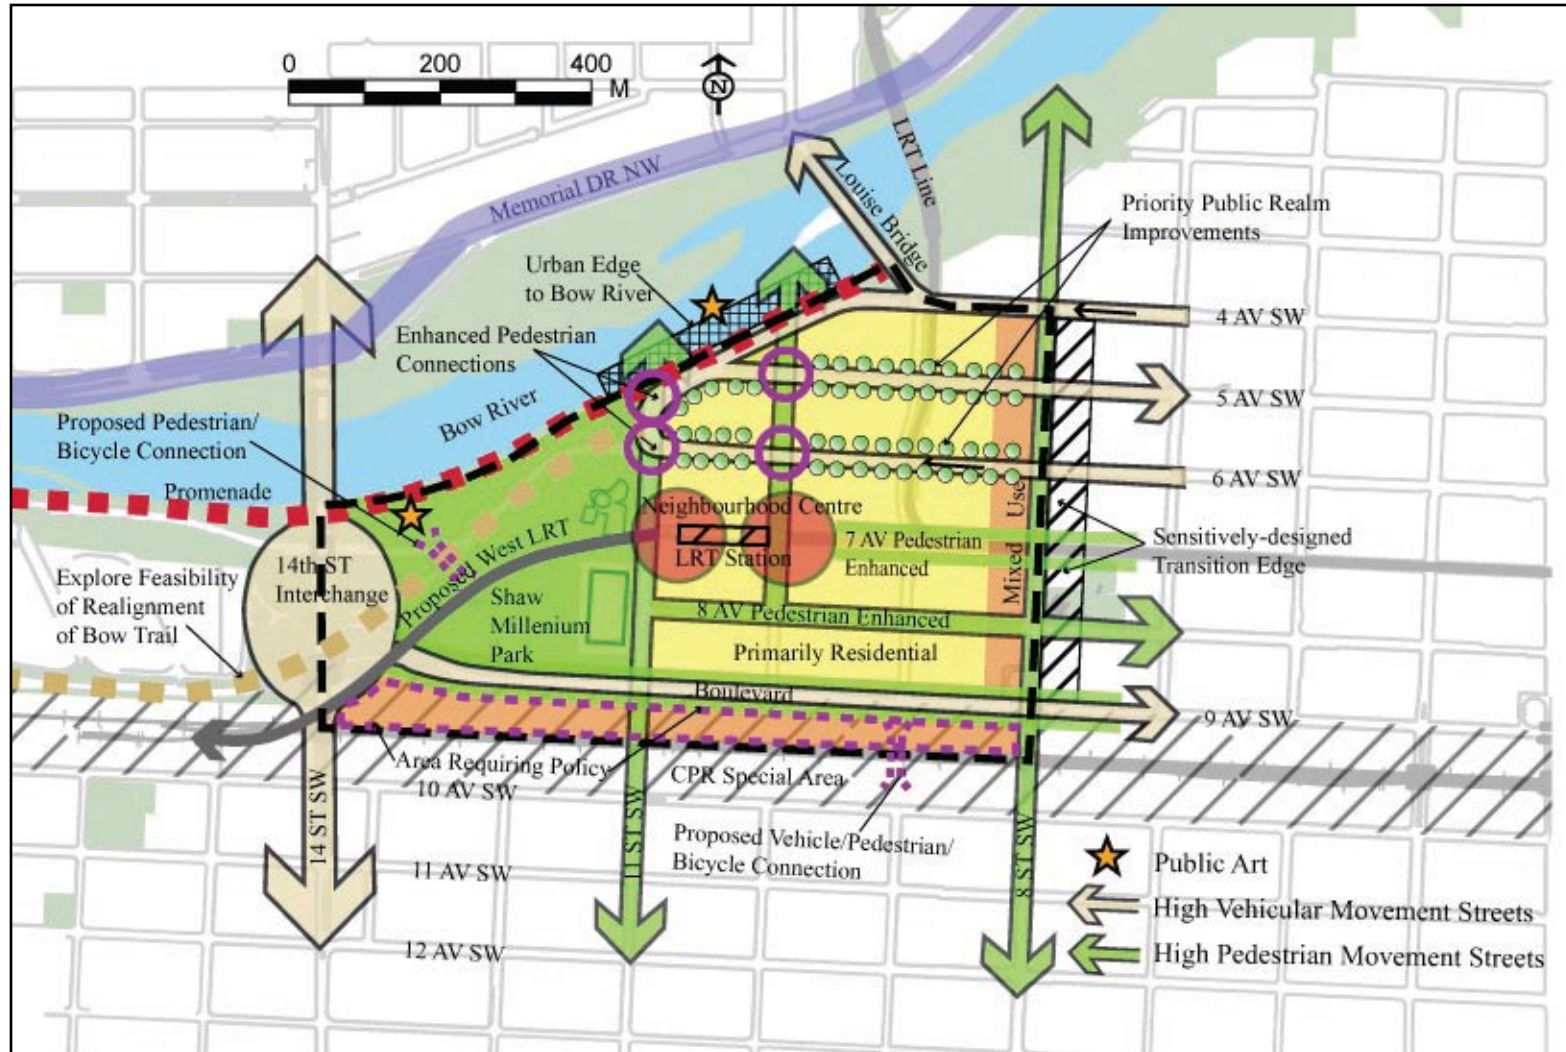 0 200 400
M
N
Memorial DR NW
LRT Line
Louise Bridge
Priority Public Realm
Improvements
Urban Edge
to Bow River
4 AV SW
Enhanced Pedestrian
Connections
5 AV SW
Bow River
Proposed Pedestrian/
Bicycle Connection
6 AV SW
Promenade
Neighbourhood Centre
Mixed Use
Sensitively-designed
Transition Edge
LRT Station
7 AV Pedestrian
Enhanced
14th ST
Interchange
Proposed West LRT
Explore Feasibility
of Realignment
of Bow Trail
Shaw
Millenium
Park
8 AV Pedestrian Enhanced
Primarily Residential
Boulevard
9 AV SW
Area Requiring Policy
CPR Special Area
10 AV SW
14 ST SW
11 ST SW
8 ST SW
Proposed Vehicle/Pedestrian/
Bicycle Connection
11 AV SW
12 AV SW
Public Art
High Vehicular Movement Streets
High Pedestrian Movement Streets